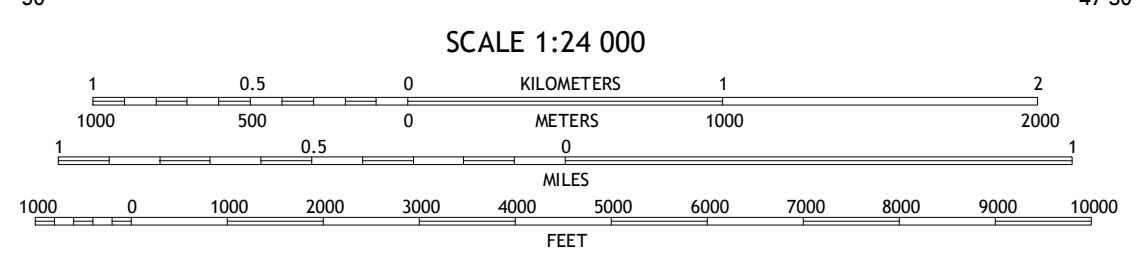 SCALE 1:24 000
1 0.5 0 KILOMETERS 1 2
1000 500 0 METERS 1000 2000
1 0.5 0 1
MILES
1000 0 1000 2000 3000 4000 5000 6000 7000 8000 9000 10000
FEET